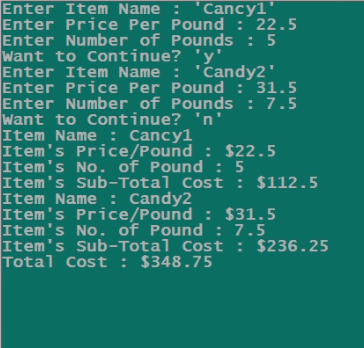 Enter Item Name : 'Cancy1'
Enter Price Per Pound : 22.5
Enter Number of Pounds : 5
Want to Continue? 'y'
Enter Item Name : 'Candy2'
Enter Price Per Pound : 31.5
Enter Number of Pounds : 7.5
Want to Continue? 'n'
Item Name : Cancy1
Item's Price/Pound : $22.5
Item's No. of Pound : 5
Item's Sub-Total Cost : $112.5
Item Name : Candy2
Item's Price/Pound : $31.5
Item's No. of Pound : 7.5
Item's Sub-Total Cost : $236.25
Total Cost : $348.75